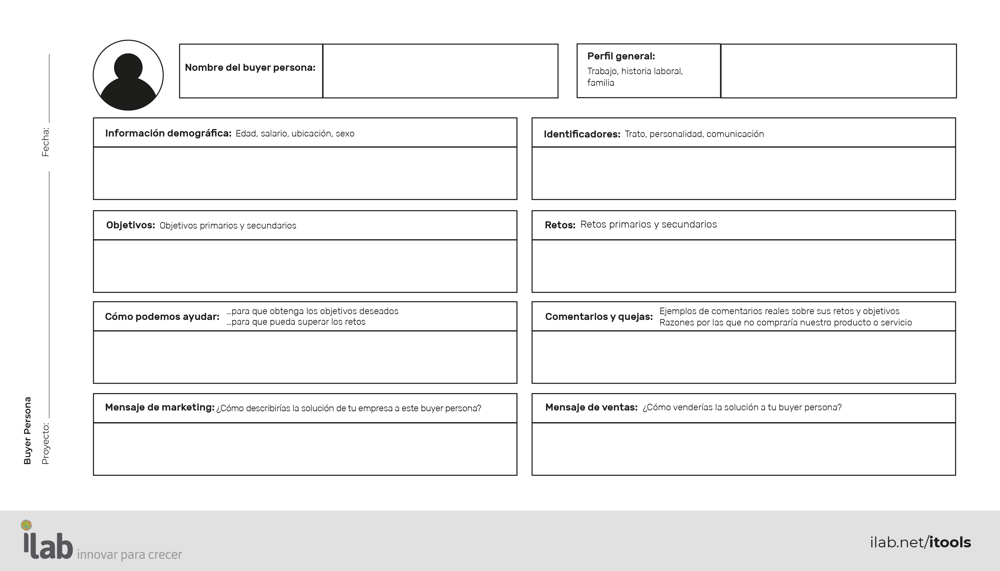 Nombre del buyer persona:
Perfil general:
Trabajo, historia laboral,
familia
Información demográfica: Edad, salario, ubicación, sexo
Identificadores: Trato, personalidad, comunicación
Objetivos: Objetivos primarios y secundarios
Retos: Retos primarios y secundarios
Cómo podemos ayudar: ...para que obtenga los objetivos deseados
...para que pueda superar los retos
Comentarios y quejas: Ejemplos de comentarios reales sobre sus retos y objetivos
Razones por las que no compraría nuestro producto o servicio
Mensaje de marketing: ¿Cómo describirías la solución de tu empresa a este buyer persona?
Mensaje de ventas: ¿Cómo venderías la solución a tu buyer persona?
Buyer Persona
Proyecto:
Fecha:
ilab innovar para crecer
ilab.net/itools